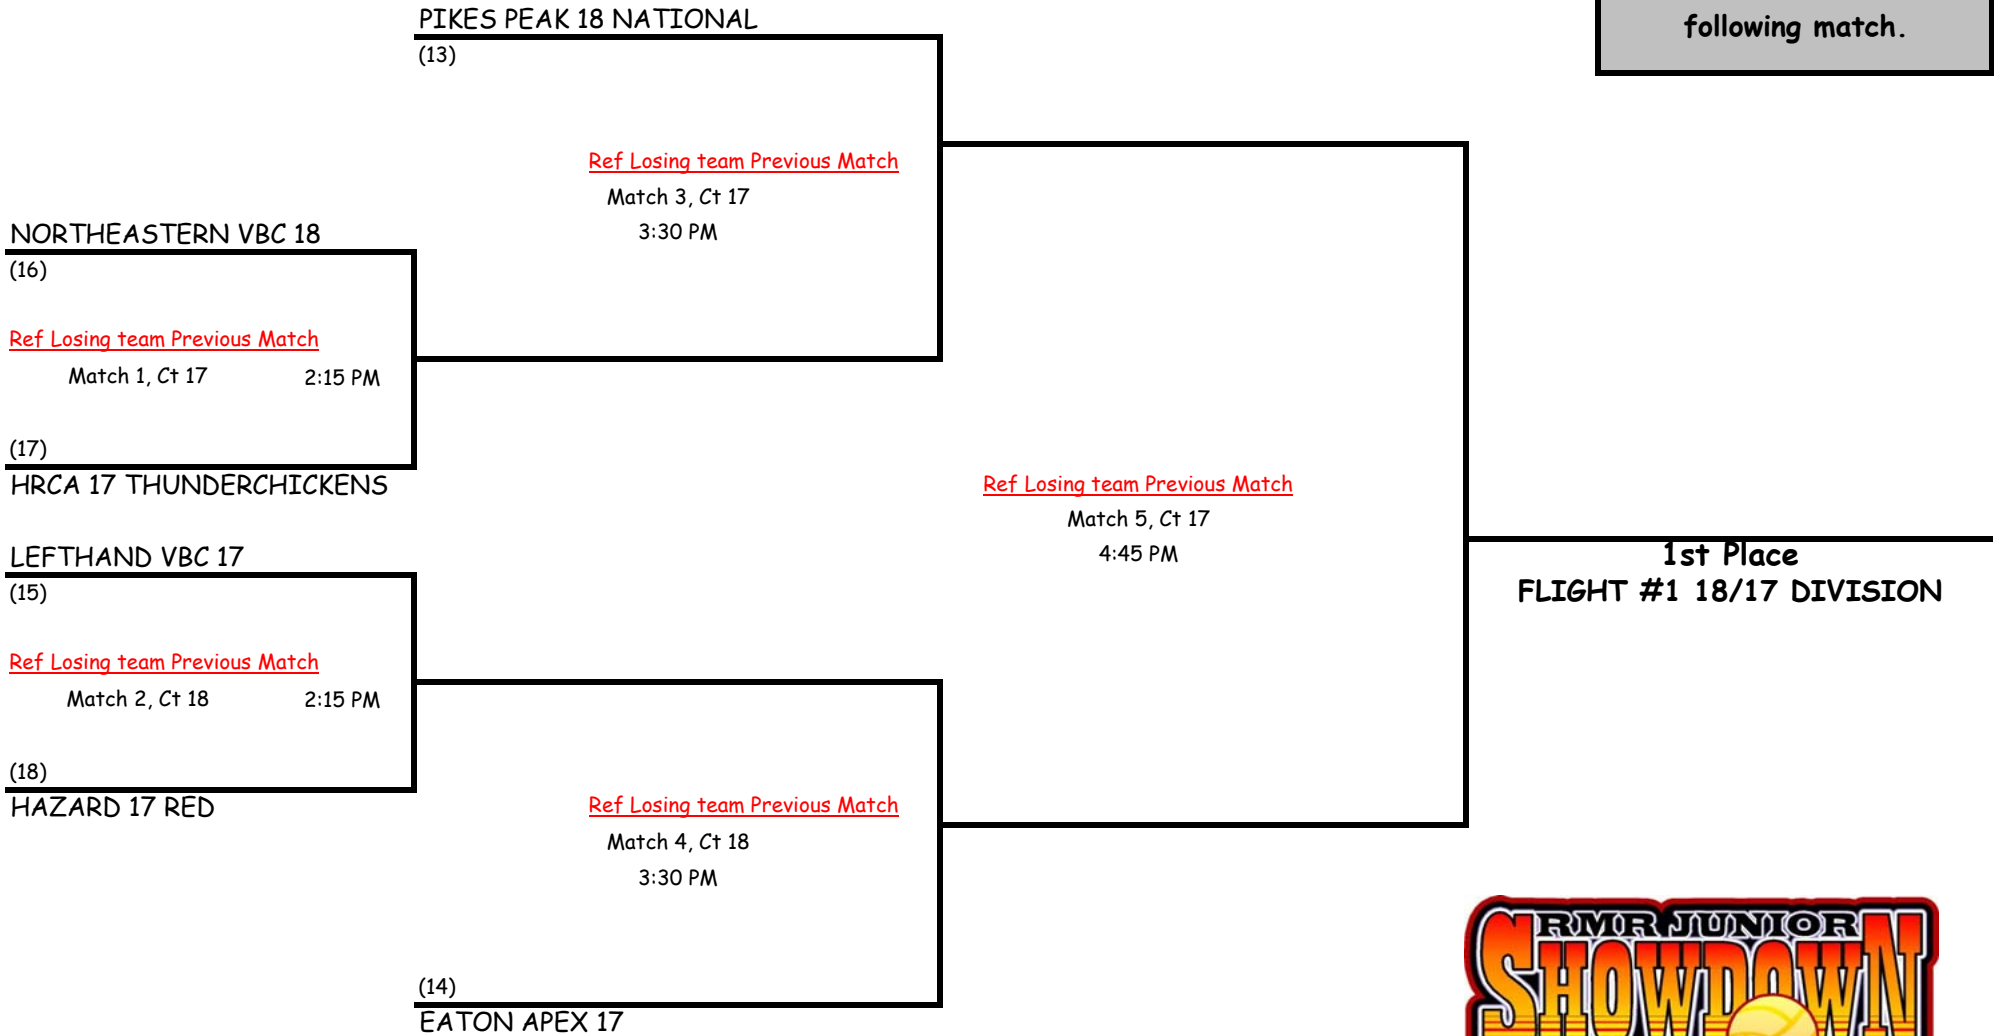 PIKES PEAK 18 NATIONAL
(13)
following match.
Ref Losing team Previous Match
Match 3, Ct 17
3:30 PM
NORTHEASTERN VBC 18
(16)
Ref Losing team Previous Match
Match 1, Ct 17 2:15 PM
(17)
HRCA 17 THUNDERCHICKENS
Ref Losing team Previous Match
Match 5, Ct 17
4:45 PM
1st Place
FLIGHT #1 18/17 DIVISION
LEFTHAND VBC 17
(15)
Ref Losing team Previous Match
Match 2, Ct 18 2:15 PM
(18)
HAZARD 17 RED
Ref Losing team Previous Match
Match 4, Ct 18
3:30 PM
(14)
EATON APEX 17
RMR JUNIOR
SHOWDOWN